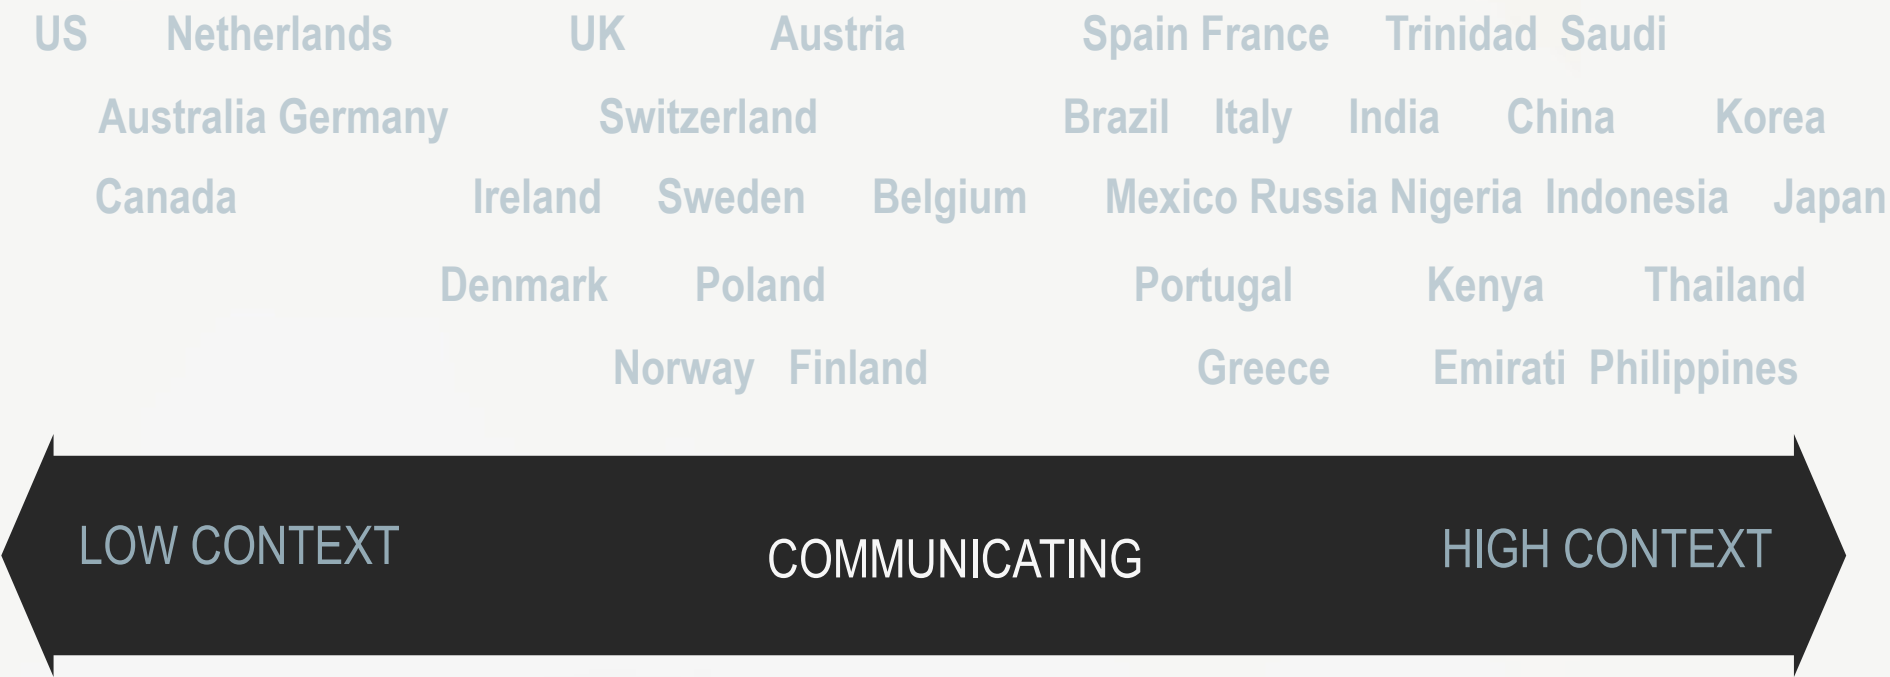 US Netherlands UK Austria Spain France Trinidad Saudi
Australia Germany Switzerland Brazil Italy India China Korea
Canada Ireland Sweden Belgium Mexico Russia Nigeria Indonesia Japan
Denmark Poland Portugal Kenya Thailand
Norway Finland Greece Emirati Philippines
LOW CONTEXT COMMUNICATING HIGH CONTEXT